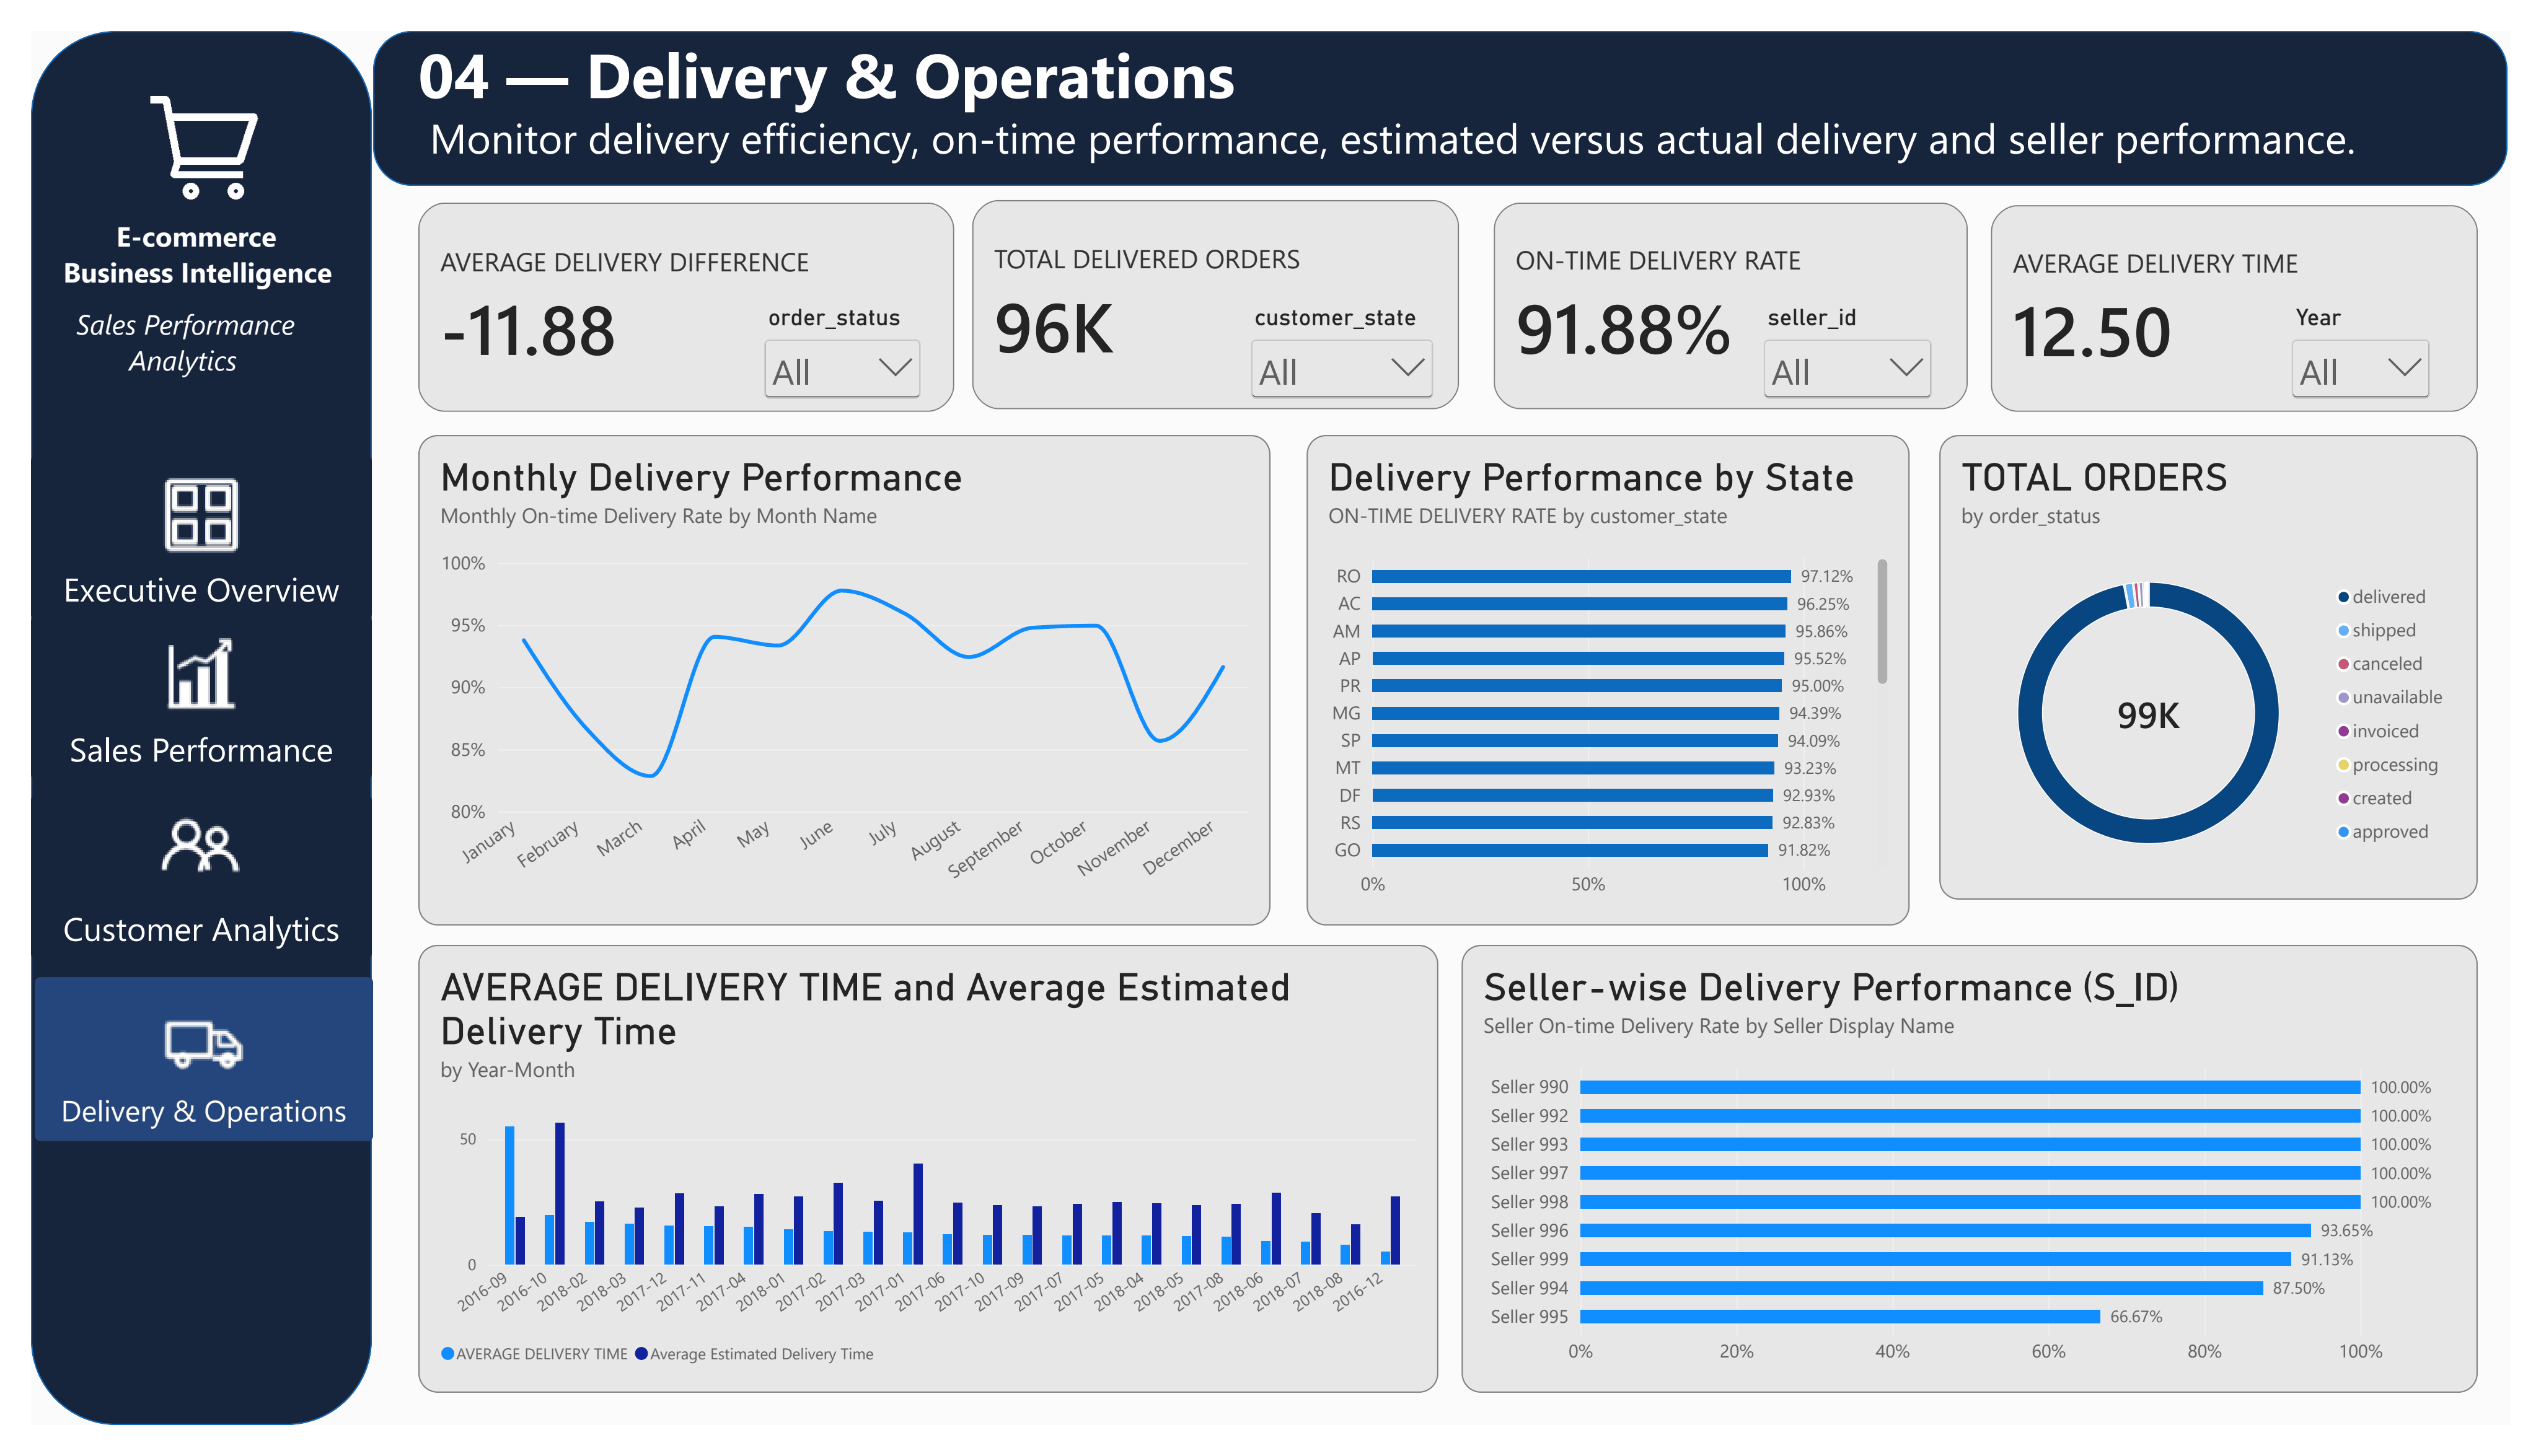 E-commerce
Business Intelligence
Sales Performance
Analytics
Executive Overview
Sales Performance
Customer Analytics
Delivery & Operations
04 — Delivery & Operations
Monitor delivery efficiency, on-time performance, estimated versus actual delivery and seller performance.
AVERAGE DELIVERY DIFFERENCE
-11.88
order_status
All
TOTAL DELIVERED ORDERS
96K
customer_state
All
ON-TIME DELIVERY RATE
91.88%
seller_id
All
AVERAGE DELIVERY TIME
12.50
Year
All
Monthly Delivery Performance
Monthly On-time Delivery Rate by Month Name
100%
95%
90%
85%
80%
January
February
March
April
May
June
July
August
September
October
November
December
Delivery Performance by State
ON-TIME DELIVERY RATE by customer_state
RO 97.12%
AC 96.25%
AM 95.86%
AP 95.52%
PR 95.00%
MG 94.39%
SP 94.09%
MT 93.23%
DF 92.93%
RS 92.83%
GO 91.82%
0% 50% 100%
TOTAL ORDERS
by order_status
99K
delivered
shipped
canceled
unavailable
invoiced
processing
created
approved
AVERAGE DELIVERY TIME and Average Estimated
Delivery Time
by Year-Month
50
0
2016-09
2016-10
2018-02
2018-03
2017-12
2017-11
2017-04
2018-01
2017-02
2017-03
2017-01
2017-06
2017-10
2017-09
2017-07
2017-05
2018-04
2018-05
2017-08
2018-06
2018-07
2018-08
2016-12
AVERAGE DELIVERY TIME Average Estimated Delivery Time
Seller-wise Delivery Performance (S_ID)
Seller On-time Delivery Rate by Seller Display Name
Seller 990 100.00%
Seller 992 100.00%
Seller 993 100.00%
Seller 997 100.00%
Seller 998 100.00%
Seller 996 93.65%
Seller 999 91.13%
Seller 994 87.50%
Seller 995 66.67%
0% 20% 40% 60% 80% 100%